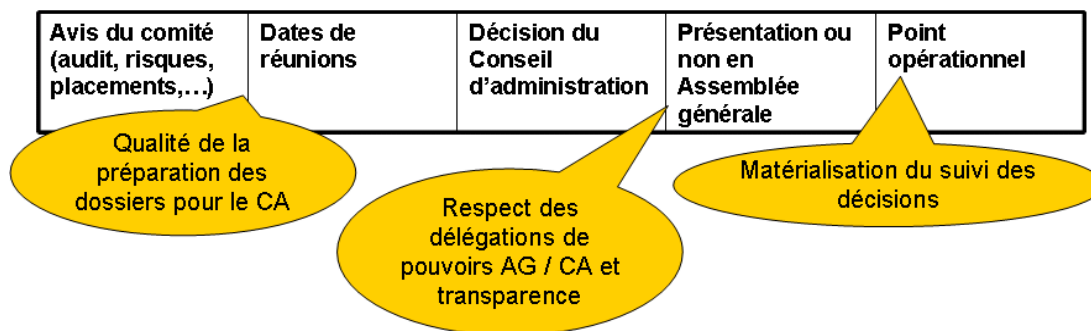 Avis du comité
(audit, risques,
placements,…)
Dates de
réunions
Décision du
Conseil
d'administration
Présentation ou
non en
Assemblée
générale
Point
opérationnel
Qualité de la
préparation des
dossiers pour le CA
Respect des
délégations de
pouvoirs AG / CA et
transparence
Matérialisation du suivi des
décisions